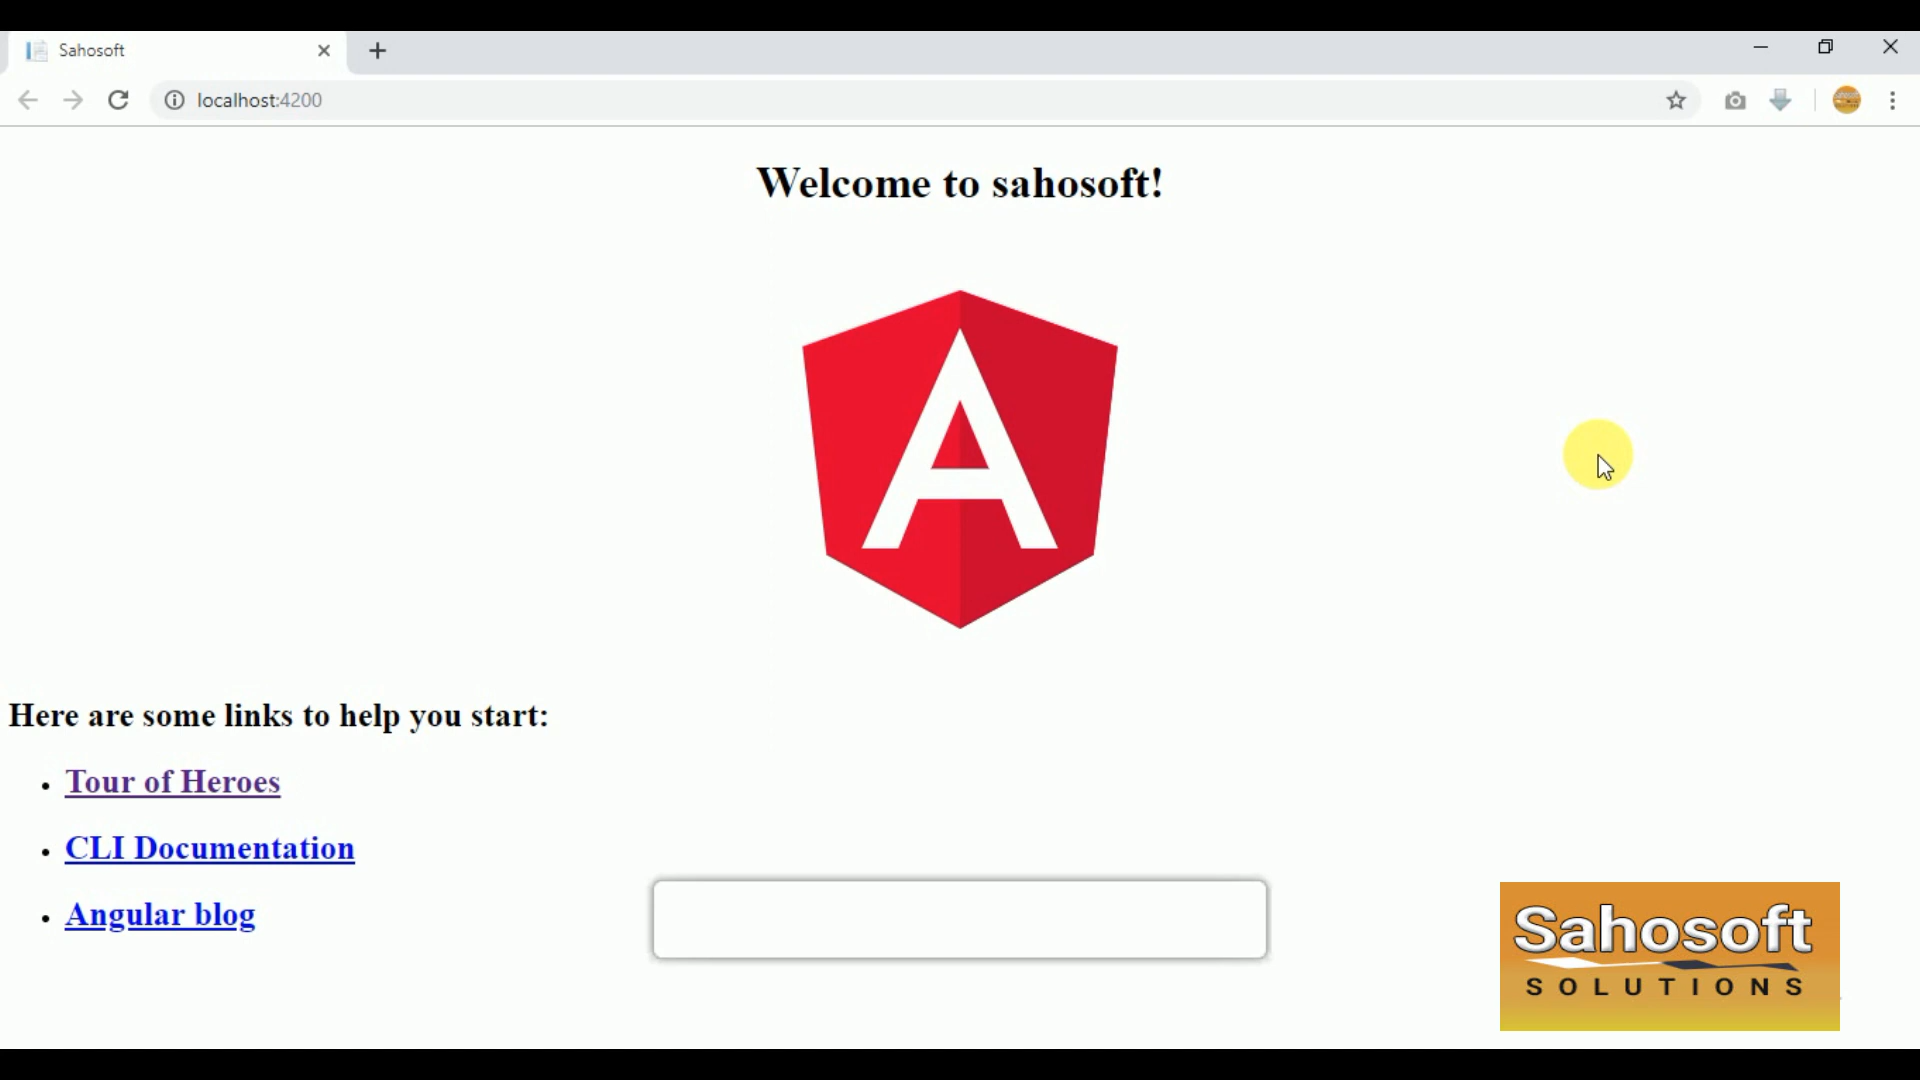 Sahosoft
localhost:4200
Welcome to sahosoft!
A
Here are some links to help you start:
Tour of Heroes
CLI Documentation
Angular blog
Sahosoft
SOLUTIONS